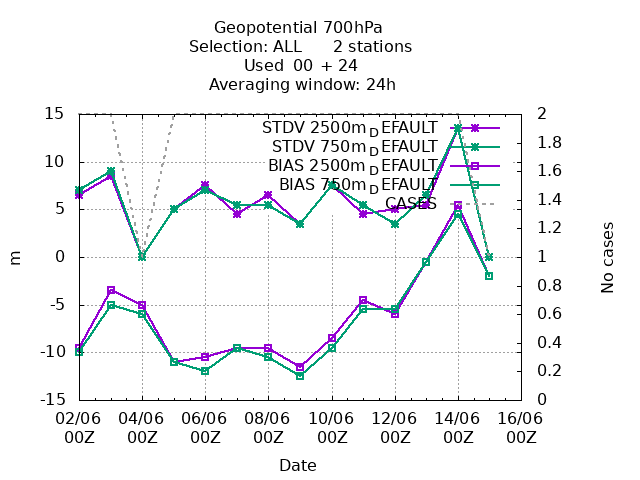 Geopotential 700hPa
Selection: ALL 2 stations
Used 00 + 24
Averaging window: 24h
15
10
5
0
-5
-10
-15
m
2
1.8
1.6
1.4
1.2
1
0.8
0.6
0.4
0.2
0
No cases
STDV 2500m_DEFAULT
STDV 750m_DEFAULT
BIAS 2500m_DEFAULT
BIAS 750m_DEFAULT
CASES
02/06 04/06 06/06 08/06 10/06 12/06 14/06 16/06
00Z 00Z 00Z 00Z 00Z 00Z 00Z 00Z
Date